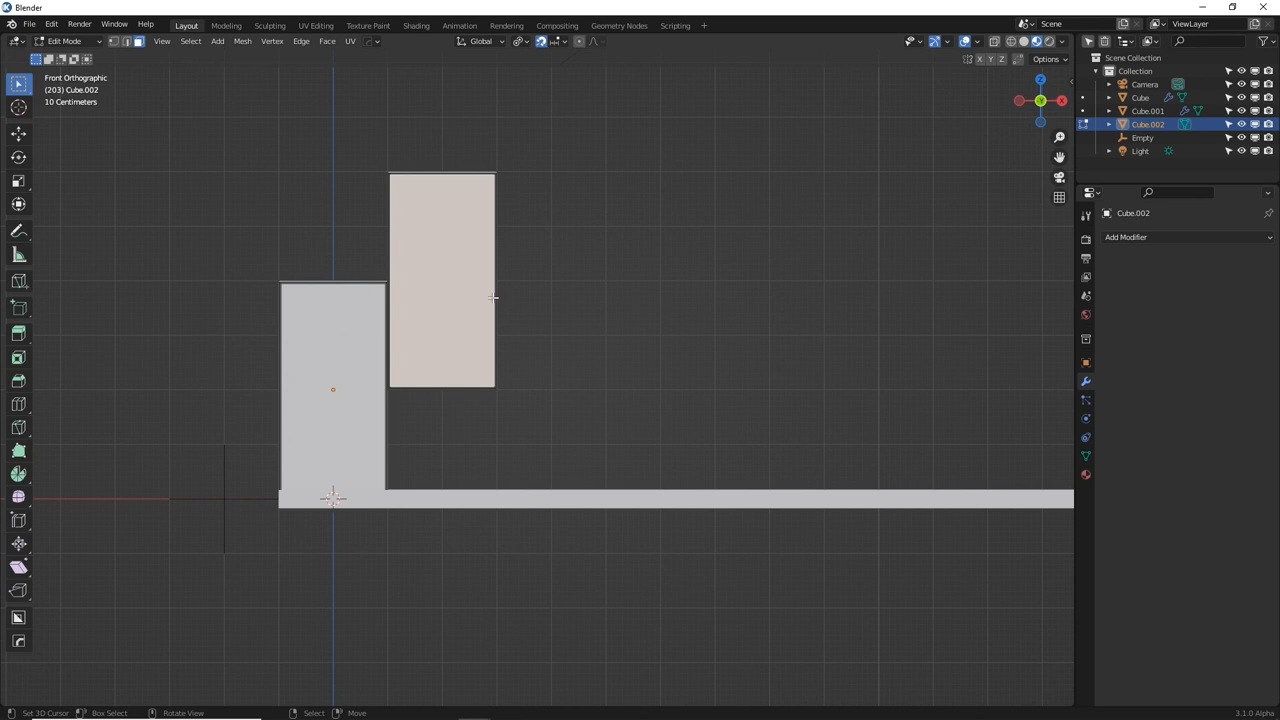 Blender
File Edit Render Window Help Layout Modeling Sculpting UV Editing Texture Paint Shading Animation Rendering Compositing Geometry Nodes Scripting + Scene ViewLayer
Edit Mode View Select Add Mesh Vertex Edge Face UV Global
X Y Z Options
Front Orthographic
(203) Cube.002
10 Centimeters
Z
-Y
X
Scene Collection
Collection
Camera
Cube
Cube.001
Cube.002
Empty
Light
Cube.002
Add Modifier
Set 3D Cursor Box Select Rotate View Select Move 3.1.0 Alpha